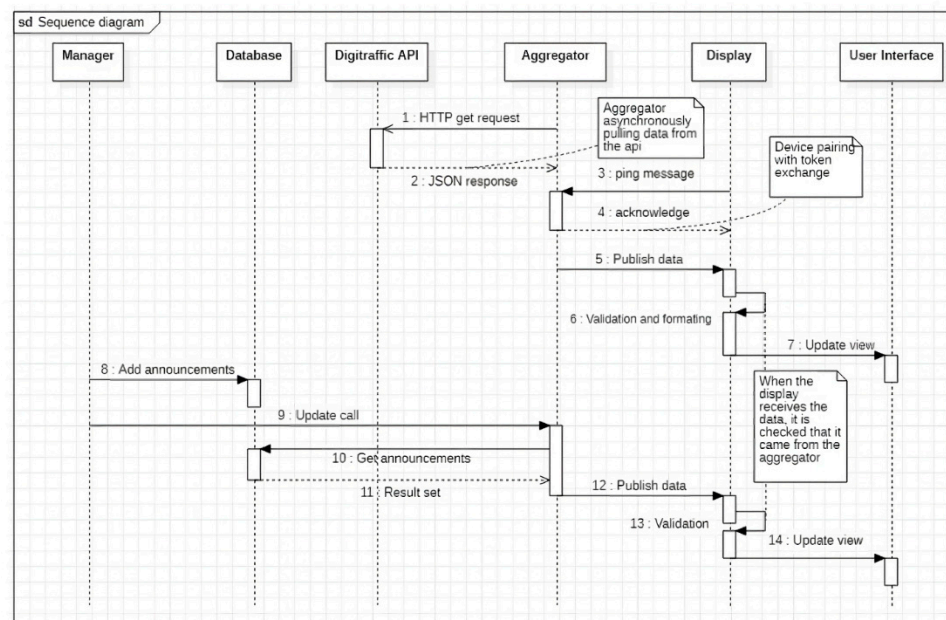 sd Sequence diagram
Manager
Database
Digitraffic API
Aggregator
Display
User Interface
1 : HTTP get request
Aggregator
asynchronously
pulling data from
the api
Device pairing
with token
exchange
2 : JSON response
3 : ping message
4 : acknowledge
5 : Publish data
6 : Validation and formating
7 : Update view
8 : Add announcements
When the
display
receives the
data, it is
checked that it
came from the
aggregator
9 : Update call
10 : Get announcements
11 : Result set
12 : Publish data
13 : Validation
14 : Update view